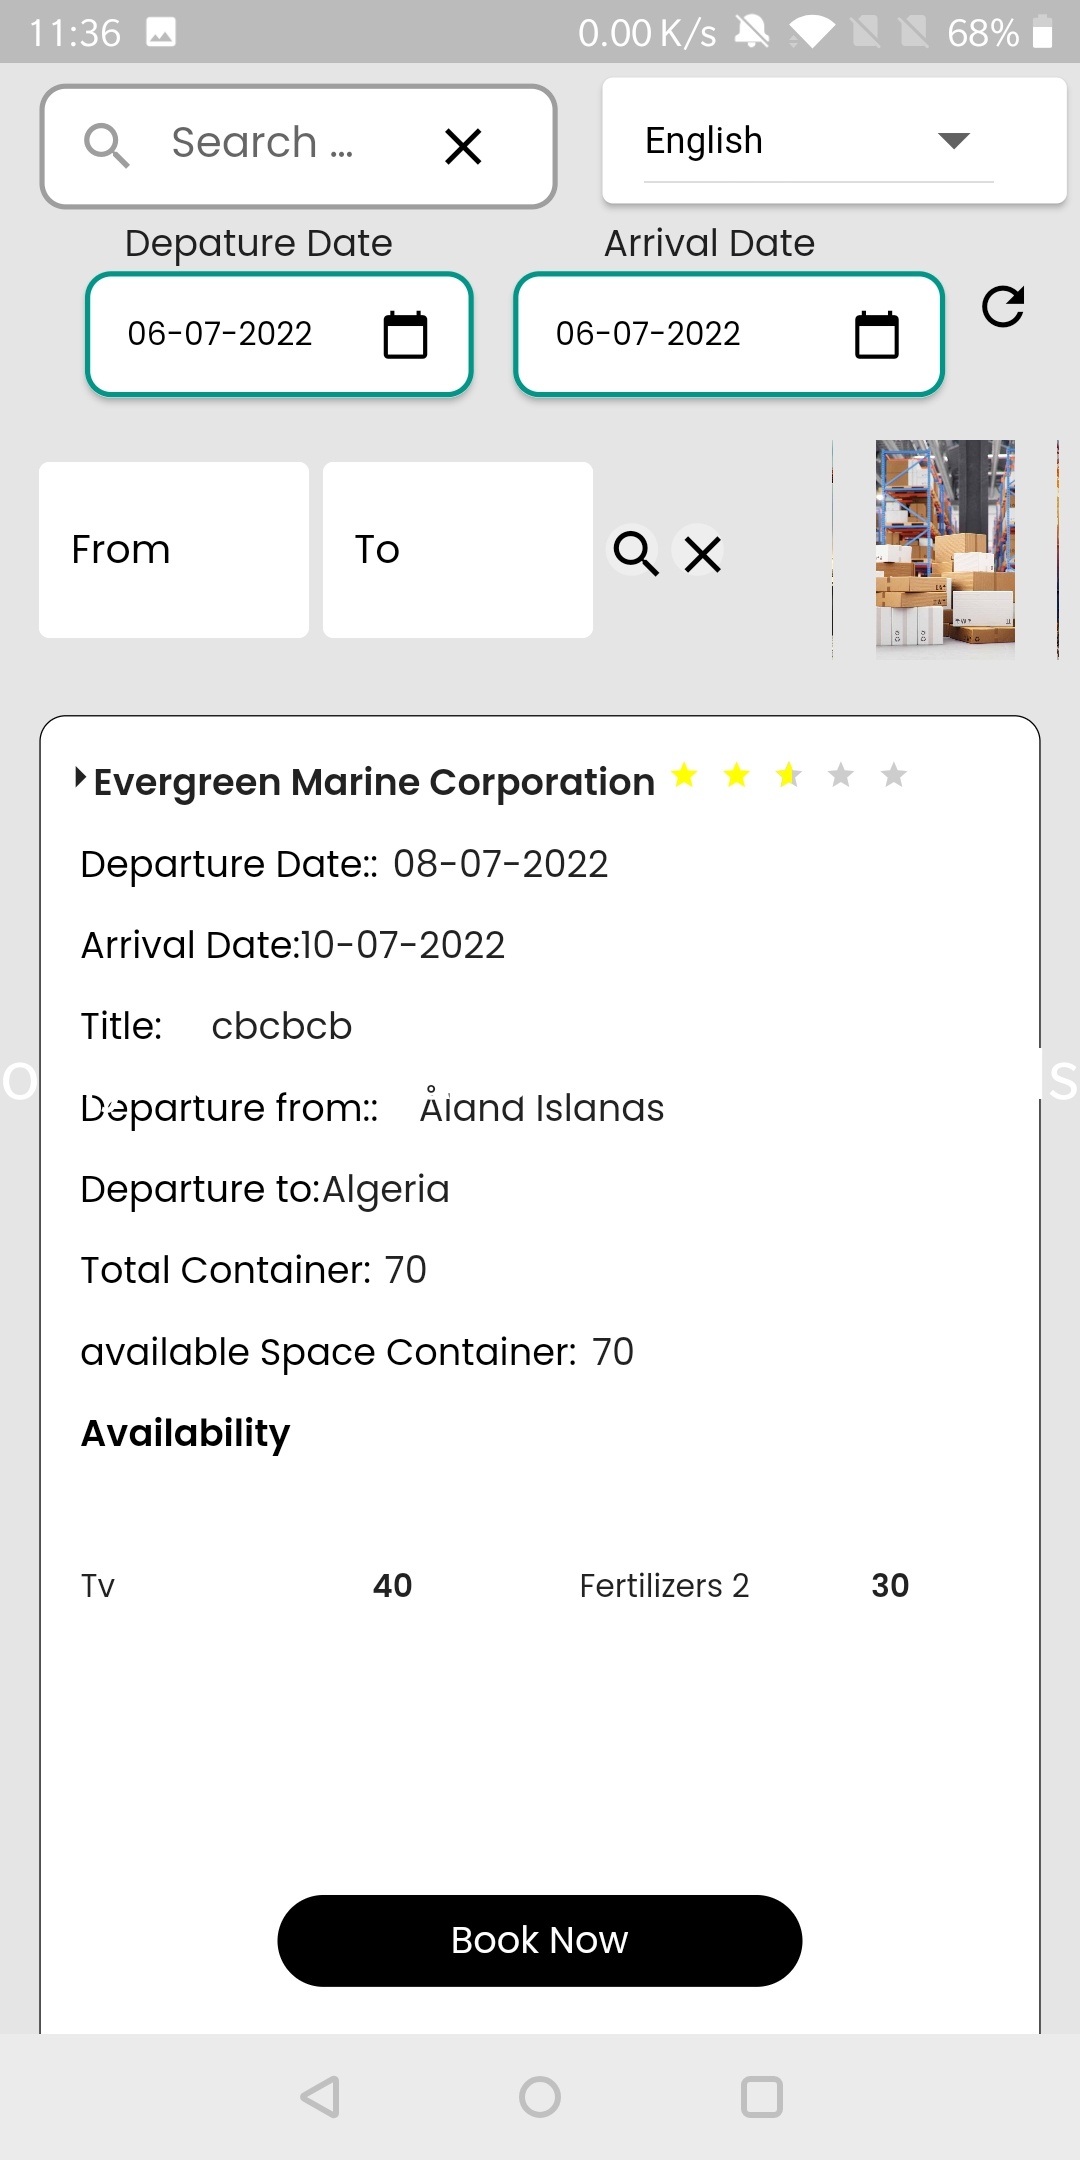 11:36 0.00 K/s 68%
Search ... English
Depature Date Arrival Date
06-07-2022 06-07-2022
From To
Evergreen Marine Corporation
Departure Date:: 08-07-2022
Arrival Date:10-07-2022
Title: cbcbcb
Departure from:: Åland Islands
Departure to:Algeria
Total Container: 70
available Space Container: 70
Availability
Tv 40 Fertilizers 2 30
Book Now